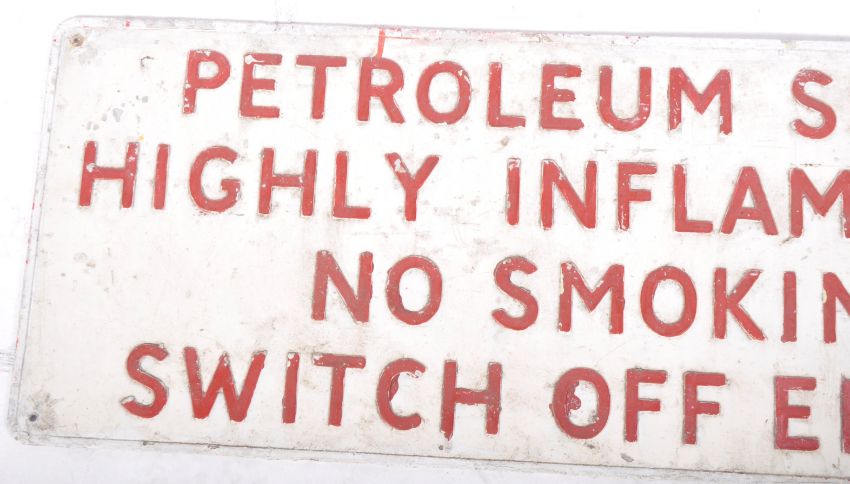 PETROLEUM S
HIGHLY INFLAM
NO SMOKIN
SWITCH OFF E